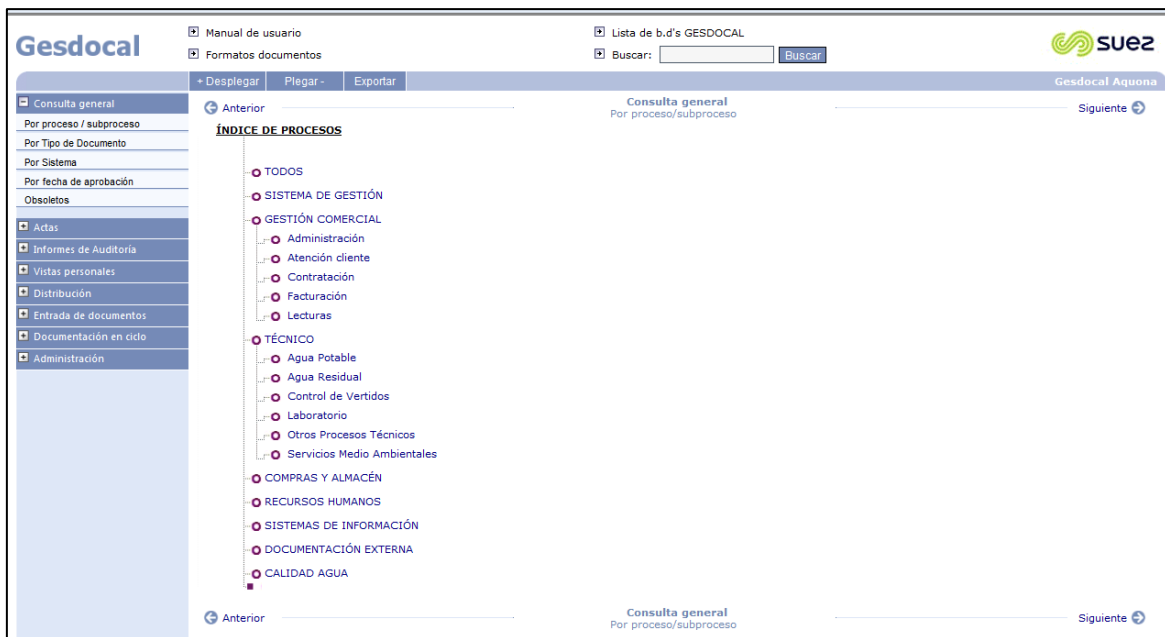 Gesdocal
Manual de usuario
Formatos documentos
Lista de b.d's GESDOCAL
Buscar: Buscar
suez
+ Desplegar Plegar - Exportar
Gesdocal Aquona
Consulta general
Por proceso / subproceso
Por Tipo de Documento
Por Sistema
Por fecha de aprobación
Obsoletos
Actas
Informes de Auditoría
Vistas personales
Distribución
Entrada de documentos
Documentación en ciclo
Administración
Anterior
Consulta general
Por proceso/subproceso
Siguiente
ÍNDICE DE PROCESOS
TODOS
SISTEMA DE GESTIÓN
GESTIÓN COMERCIAL
Administración
Atención cliente
Contratación
Facturación
Lecturas
TÉCNICO
Agua Potable
Agua Residual
Control de Vertidos
Laboratorio
Otros Procesos Técnicos
Servicios Medio Ambientales
COMPRAS Y ALMACÉN
RECURSOS HUMANOS
SISTEMAS DE INFORMACIÓN
DOCUMENTACIÓN EXTERNA
CALIDAD AGUA
Anterior
Consulta general
Por proceso/subproceso
Siguiente